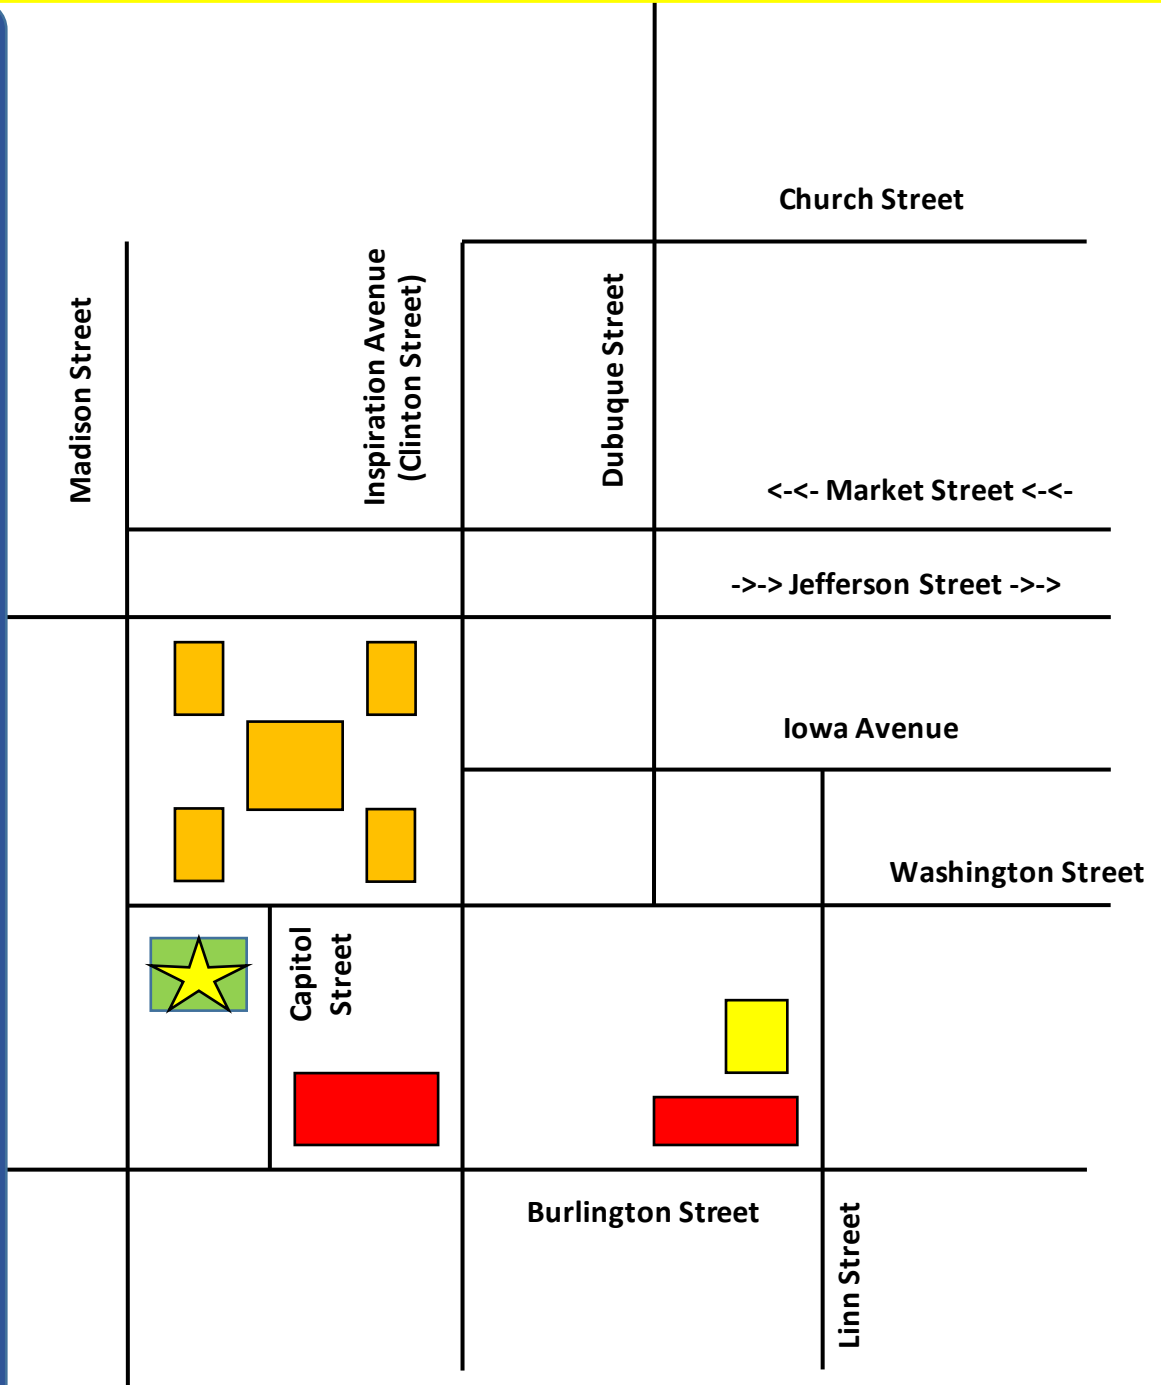 Church Street
Madison Street
Inspiration Avenue
(Clinton Street)
Dubuque Street
<-<- Market Street <-<-
->-> Jefferson Street ->->
Iowa Avenue
Washington Street
Capitol
Street
Burlington Street
Linn Street